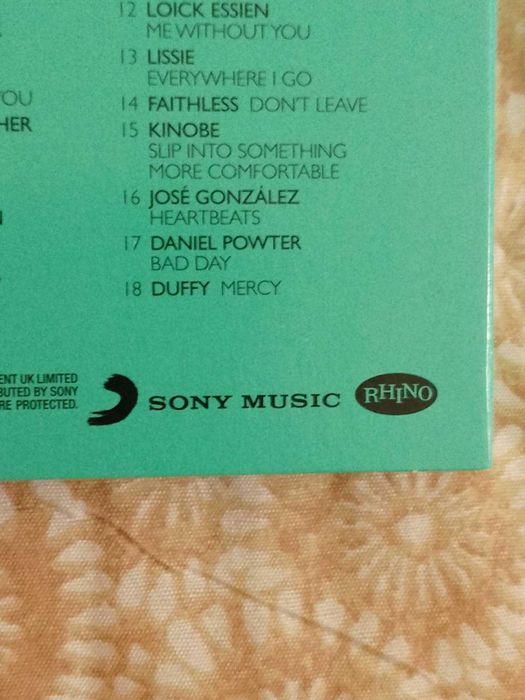 12 LOICK ESSIEN
ME WITHOUT YOU
13 LISSIE
EVERYWHERE I GO
YOU
14 FAITHLESS DON'T LEAVE
HER
15 KINOBE
SLIP INTO SOMETHING
MORE COMFORTABLE
16 JOSÉ GONZÁLEZ
HEARTBEATS
17 DANIEL POWTER
BAD DAY
18 DUFFY MERCY
ENT UK LIMITED
BUTED BY SONY
RE PROTECTED.
SONY MUSIC
RHINO